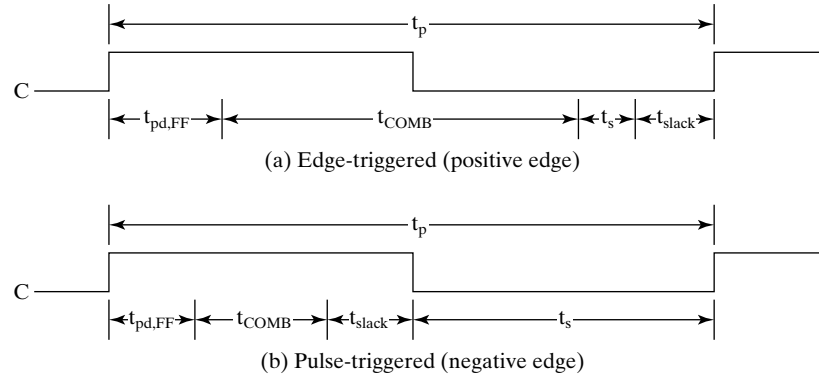 t_p
C
t_pd,FF t_COMB t_s t_slack
(a) Edge-triggered (positive edge)
t_p
C
t_pd,FF t_COMB t_slack t_s
(b) Pulse-triggered (negative edge)